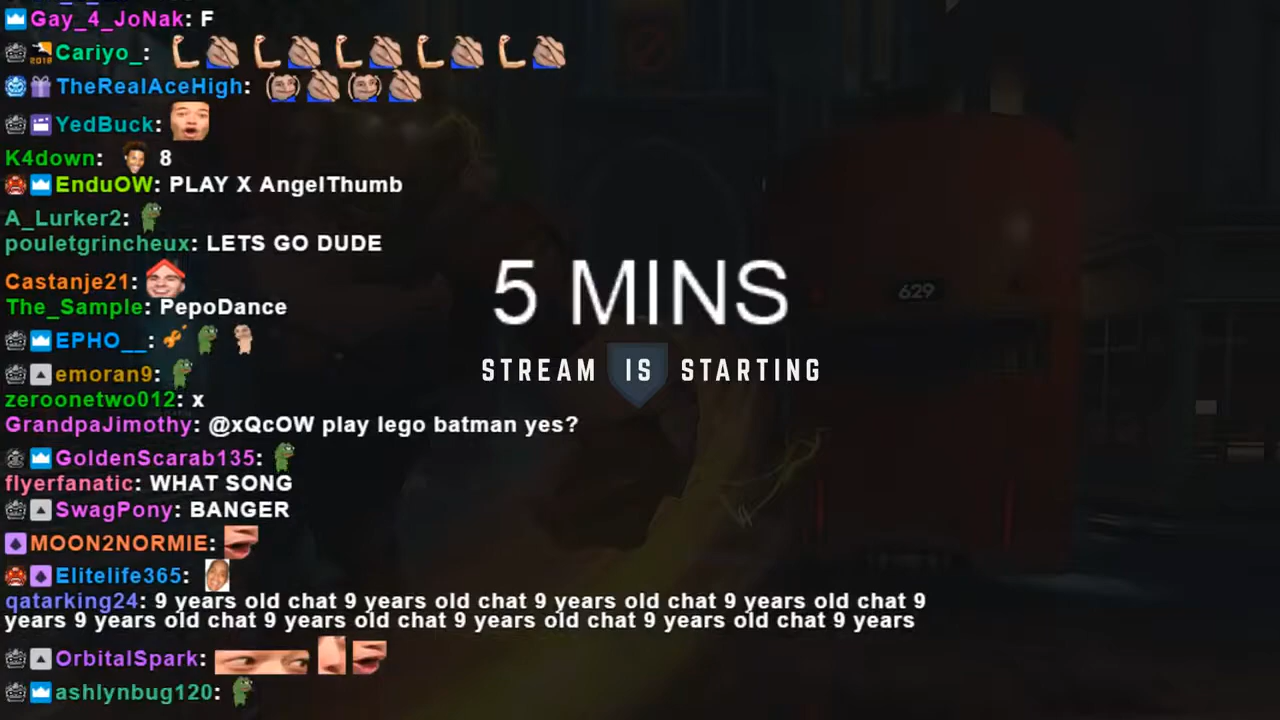 Gay_4_JoNak: F
2018 Cariyo_:
TheRealAceHigh:
YedBuck:
K4down: 8
EnduOW: PLAY X AngelThumb
A_Lurker2:
pouletgrincheux: LETS GO DUDE
Castanje21:
The_Sample: PepoDance
EPHO__:
emoran9:
zeroonetwo012: x
GrandpaJimothy: @xQcOW play lego batman yes?
GoldenScarab135:
flyerfanatic: WHAT SONG
SwagPony: BANGER
MOON2NORMIE:
Elitelife365:
qatarking24: 9 years old chat 9 years old chat 9 years old chat 9 years old chat 9
years 9 years old chat 9 years old chat 9 years old chat 9 years old chat 9 years
OrbitalSpark:
ashlynbug120:
5 MINS
STREAM IS STARTING
629